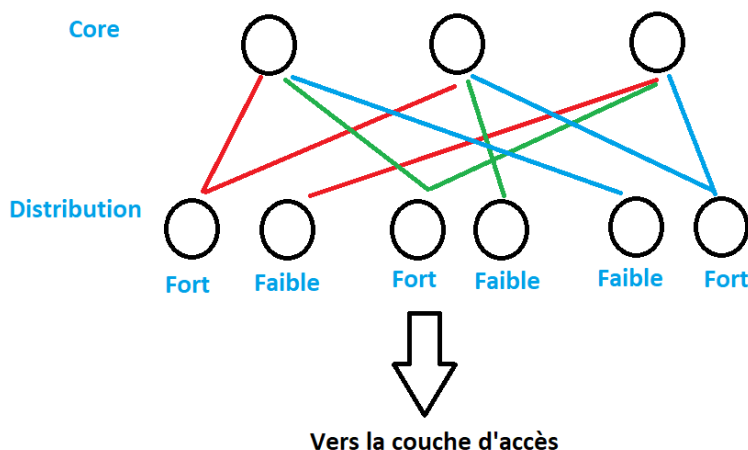 Core
Distribution
Fort
Faible
Fort
Faible
Faible
Fort
Vers la couche d'accès